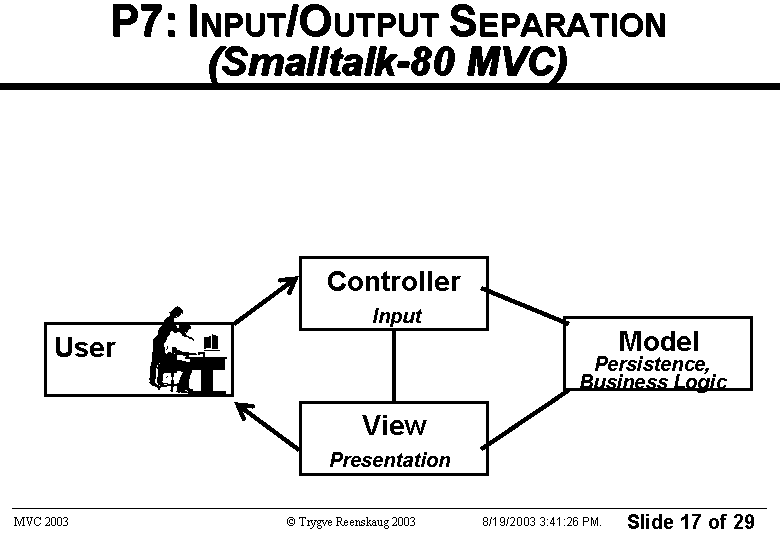 P7: INPUT/OUTPUT SEPARATION
(Smalltalk-80 MVC)
Controller
Input
User
Model
Persistence,
Business Logic
View
Presentation
MVC 2003
© Trygve Reenskaug 2003
8/19/2003 3:41:26 PM.
Slide 17 of 29